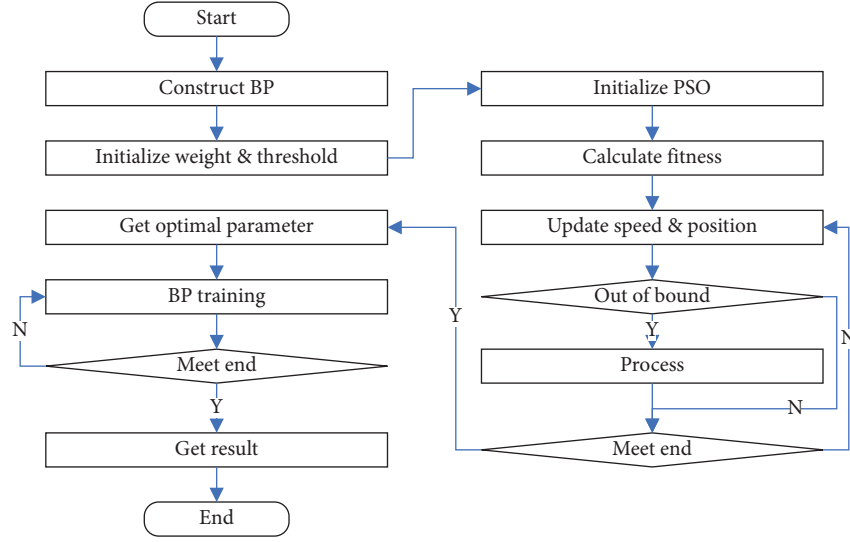 Start
Construct BP
Initialize weight & threshold
Initialize PSO
Calculate fitness
Update speed & position
Out of bound
Y
N
Process
N
Meet end
Y
Get optimal parameter
BP training
N
Meet end
Y
Get result
End